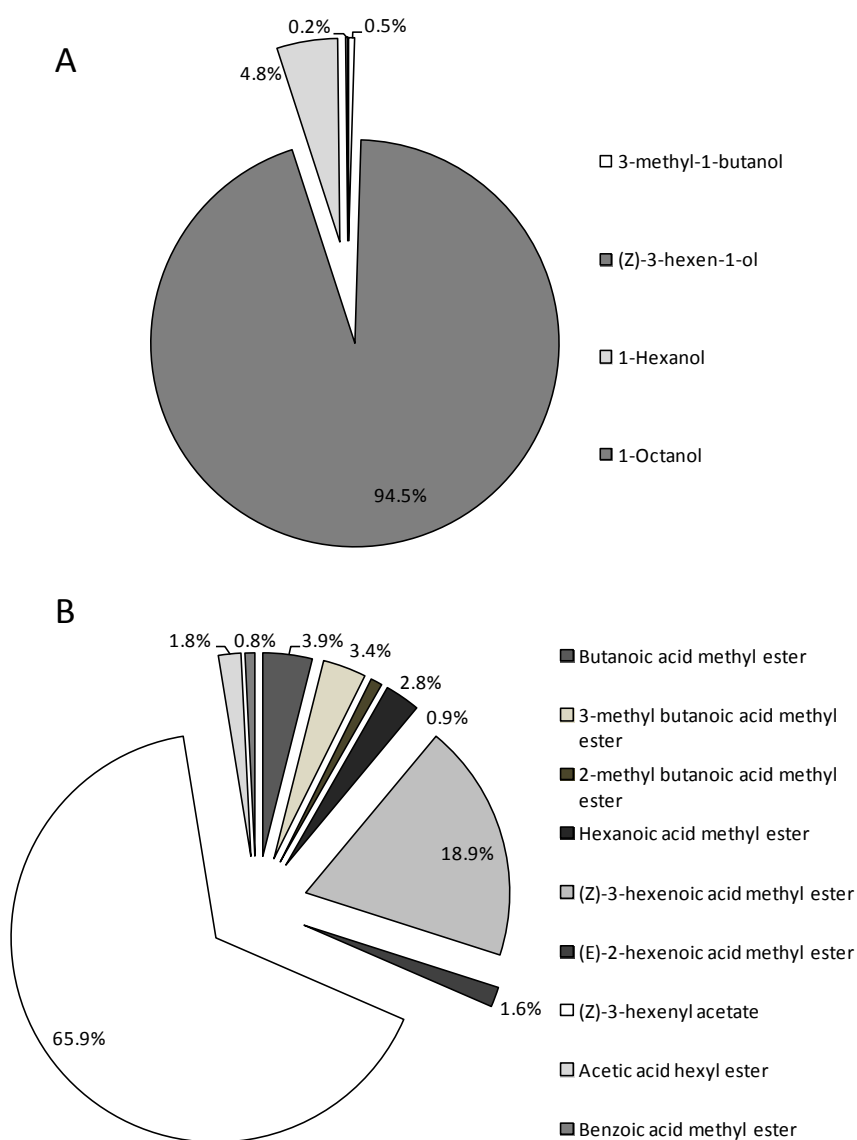 A
0.2%
0.5%
4.8%
94.5%
3-methyl-1-butanol
(Z)-3-hexen-1-ol
1-Hexanol
1-Octanol
B
1.8%
0.8%
3.9%
3.4%
2.8%
0.9%
18.9%
1.6%
65.9%
Butanoic acid methyl ester
3-methyl butanoic acid methyl
ester
2-methyl butanoic acid methyl
ester
Hexanoic acid methyl ester
(Z)-3-hexenoic acid methyl ester
(E)-2-hexenoic acid methyl ester
(Z)-3-hexenyl acetate
Acetic acid hexyl ester
Benzoic acid methyl ester